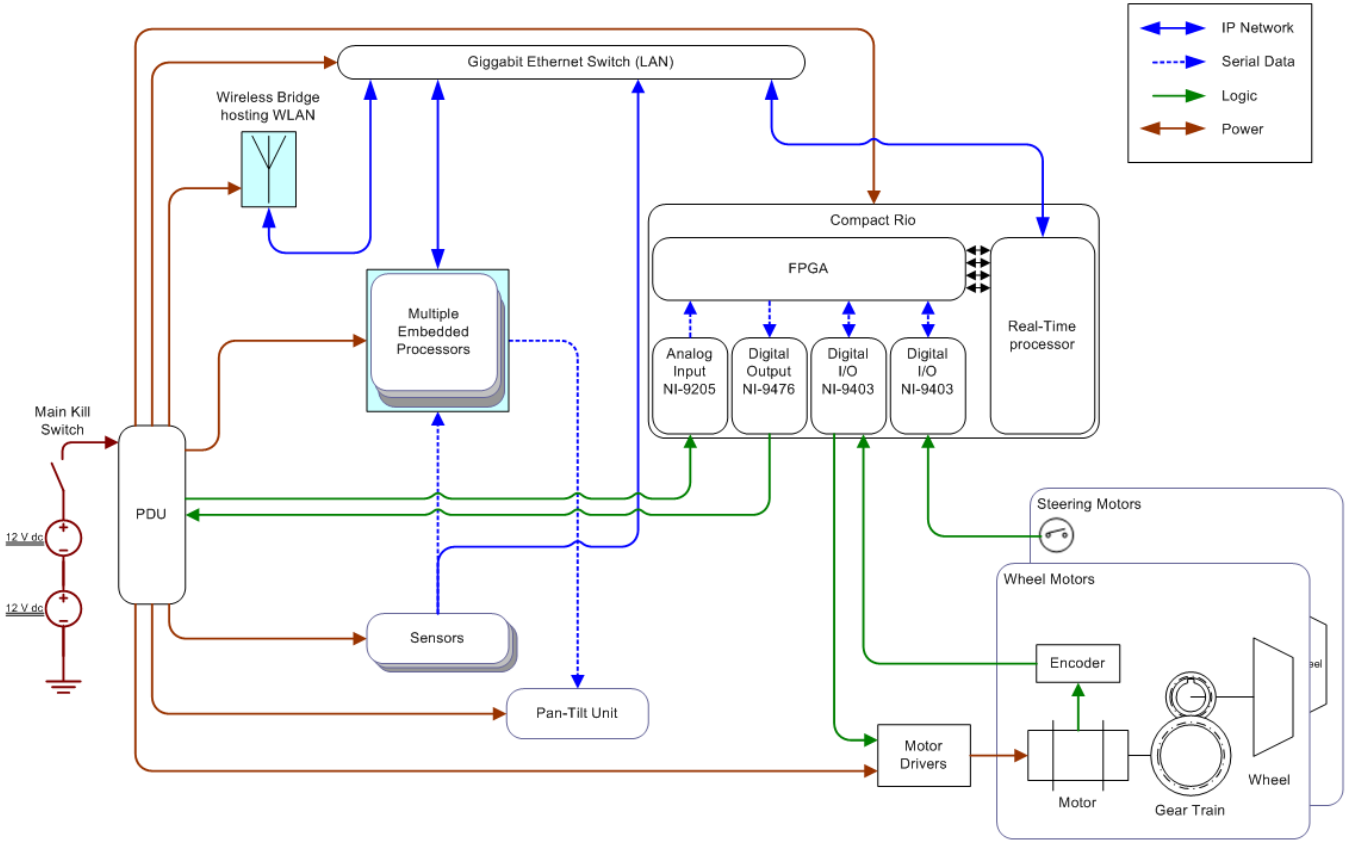 IP Network
Serial Data
Logic
Power
Giggabit Ethernet Switch (LAN)
Wireless Bridge
hosting WLAN
Compact Rio
FPGA
Real-Time
processor
Analog
Input
NI-9205
Digital
Output
NI-9476
Digital
I/O
NI-9403
Digital
I/O
NI-9403
Multiple
Embedded
Processors
Main Kill
Switch
PDU
12 V dc
12 V dc
Sensors
Pan-Tilt Unit
Motor
Drivers
Steering Motors
Wheel Motors
Encoder
Motor
Gear Train
Wheel
eel